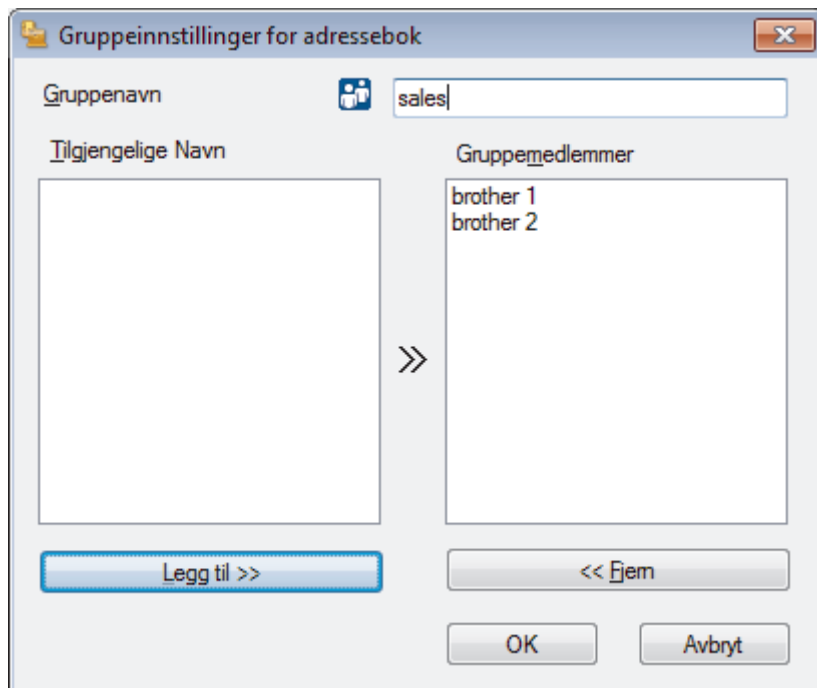 Gruppeinnstillinger for adressebok
Gruppenavn
sales
Tilgjengelige Navn
Gruppemedlemmer
brother 1
brother 2
Legg til >>
<< Fjern
OK
Avbryt